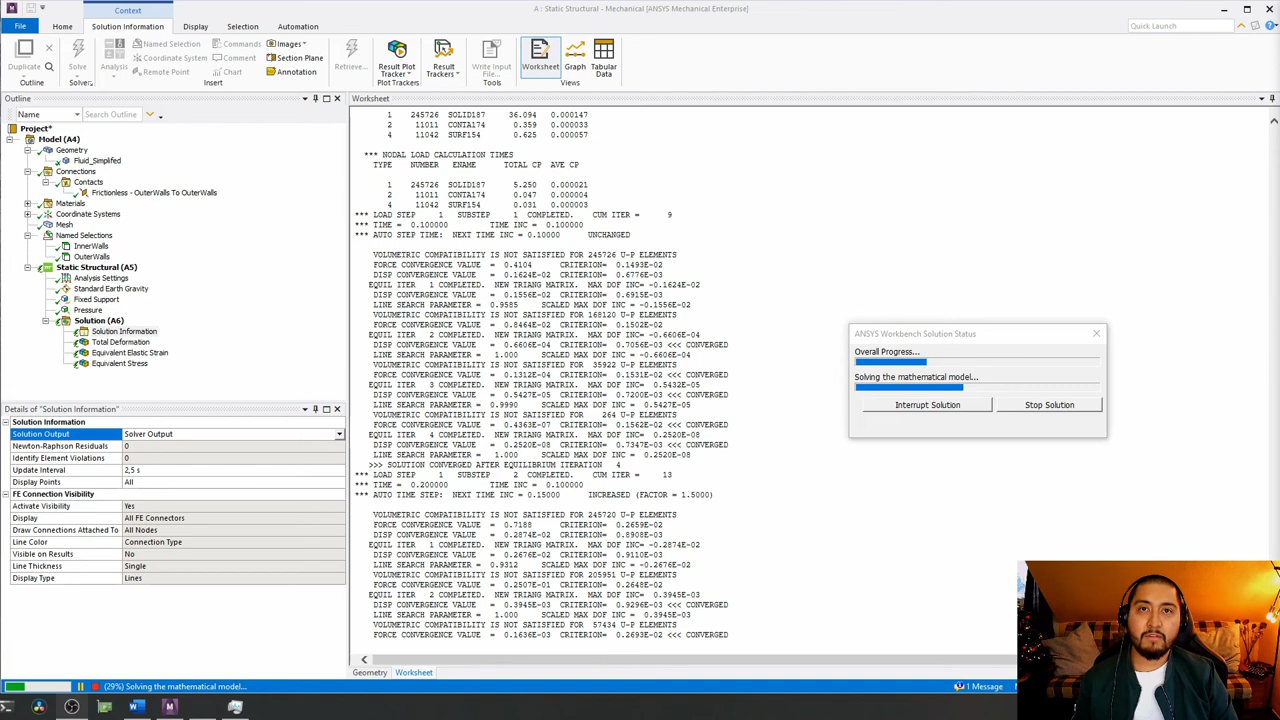 Context
A : Static Structural - Mechanical [ANSYS Mechanical Enterprise]
File Home Solution Information Display Selection Automation
Quick Launch
Duplicate Solve Analysis Named Selection Commands Images Retrieve... Result Plot Tracker Result Trackers Write Input File... Worksheet Graph Tabular Data
Coordinate System Comment Section Plane
Remote Point Chart Annotation
Outline Solver Insert Plot Trackers Tools Views
Outline
Name Search Outline
Project*
Model (A4)
Geometry
Fluid_Simplifed
Connections
Contacts
Frictionless - OuterWalls To OuterWalls
Materials
Coordinate Systems
Mesh
Named Selections
InnerWalls
OuterWalls
Static Structural (A5)
Analysis Settings
Standard Earth Gravity
Fixed Support
Pressure
Solution (A6)
Solution Information
Total Deformation
Equivalent Elastic Strain
Equivalent Stress
Details of "Solution Information"
Solution Information
Solution Output Solver Output
Newton-Raphson Residuals 0
Identify Element Violations 0
Update Interval 2,5 s
Display Points All
FE Connection Visibility
Activate Visibility Yes
Display All FE Connectors
Draw Connections Attached To All Nodes
Line Color Connection Type
Visible on Results No
Line Thickness Single
Display Type Lines
Worksheet
1 245726 SOLID187 36.094 0.000147
2 11011 CONTA174 0.359 0.000033
4 11042 SURF154 0.625 0.000057
*** NODAL LOAD CALCULATION TIMES
TYPE NUMBER ENAME TOTAL CP AVE CP
1 245726 SOLID187 5.250 0.000021
2 11011 CONTA174 0.047 0.000004
4 11042 SURF154 0.031 0.000003
*** LOAD STEP 1 SUBSTEP 1 COMPLETED. CUM ITER = 9
*** TIME = 0.100000 TIME INC = 0.100000
*** AUTO STEP TIME: NEXT TIME INC = 0.10000 UNCHANGED
VOLUMETRIC COMPATIBILITY IS NOT SATISFIED FOR 245726 U-P ELEMENTS
FORCE CONVERGENCE VALUE = 0.4104 CRITERION= 0.1493E-02
DISP CONVERGENCE VALUE = 0.1624E-02 CRITERION= 0.6776E-03
EQUIL ITER 1 COMPLETED. NEW TRIANG MATRIX. MAX DOF INC= -0.1624E-02
DISP CONVERGENCE VALUE = 0.1556E-02 CRITERION= 0.6915E-03
LINE SEARCH PARAMETER = 0.9585 SCALED MAX DOF INC = -0.1556E-02
VOLUMETRIC COMPATIBILITY IS NOT SATISFIED FOR 168120 U-P ELEMENTS
FORCE CONVERGENCE VALUE = 0.8464E-02 CRITERION= 0.1502E-02
EQUIL ITER 2 COMPLETED. NEW TRIANG MATRIX. MAX DOF INC= -0.6604E-04
DISP CONVERGENCE VALUE = 0.6604E-04 CRITERION= 0.7056E-03 <<< CONVERGED
LINE SEARCH PARAMETER = 1.000 SCALED MAX DOF INC = -0.6604E-04
VOLUMETRIC COMPATIBILITY IS NOT SATISFIED FOR 35922 U-P ELEMENTS
FORCE CONVERGENCE VALUE = 0.1312E-04 CRITERION= 0.1531E-02 <<< CONVERGED
EQUIL ITER 3 COMPLETED. NEW TRIANG MATRIX. MAX DOF INC= 0.5432E-05
DISP CONVERGENCE VALUE = 0.5427E-05 CRITERION= 0.7200E-03 <<< CONVERGED
LINE SEARCH PARAMETER = 0.9990 SCALED MAX DOF INC = 0.5427E-05
VOLUMETRIC COMPATIBILITY IS NOT SATISFIED FOR 264 U-P ELEMENTS
FORCE CONVERGENCE VALUE = 0.4363E-07 CRITERION= 0.1562E-02 <<< CONVERGED
EQUIL ITER 4 COMPLETED. NEW TRIANG MATRIX. MAX DOF INC= 0.2520E-08
DISP CONVERGENCE VALUE = 0.2520E-08 CRITERION= 0.7347E-03 <<< CONVERGED
LINE SEARCH PARAMETER = 1.000 SCALED MAX DOF INC = 0.2520E-08
>>> SOLUTION CONVERGED AFTER EQUILIBRIUM ITERATION 4
*** LOAD STEP 1 SUBSTEP 2 COMPLETED. CUM ITER = 13
*** TIME = 0.200000 TIME INC = 0.100000
*** AUTO TIME STEP: NEXT TIME INC = 0.15000 INCREASED (FACTOR = 1.5000)
VOLUMETRIC COMPATIBILITY IS NOT SATISFIED FOR 245720 U-P ELEMENTS
FORCE CONVERGENCE VALUE = 0.7188 CRITERION= 0.2659E-02
DISP CONVERGENCE VALUE = 0.2874E-02 CRITERION= 0.8908E-03
EQUIL ITER 1 COMPLETED. NEW TRIANG MATRIX. MAX DOF INC= -0.2874E-02
DISP CONVERGENCE VALUE = 0.2676E-02 CRITERION= 0.9110E-03
LINE SEARCH PARAMETER = 0.9312 SCALED MAX DOF INC = -0.2676E-02
VOLUMETRIC COMPATIBILITY IS NOT SATISFIED FOR 205951 U-P ELEMENTS
FORCE CONVERGENCE VALUE = 0.2507E-01 CRITERION= 0.2648E-02
EQUIL ITER 2 COMPLETED. NEW TRIANG MATRIX. MAX DOF INC= 0.3945E-03
DISP CONVERGENCE VALUE = 0.3945E-03 CRITERION= 0.9296E-03 <<< CONVERGED
LINE SEARCH PARAMETER = 1.000 SCALED MAX DOF INC = 0.3945E-03
VOLUMETRIC COMPATIBILITY IS NOT SATISFIED FOR 57434 U-P ELEMENTS
FORCE CONVERGENCE VALUE = 0.1636E-03 CRITERION= 0.2693E-02 <<< CONVERGED
ANSYS Workbench Solution Status
Overall Progress...
Solving the mathematical model...
Interrupt Solution Stop Solution
Geometry Worksheet
(29%) Solving the mathematical model... 1 Message